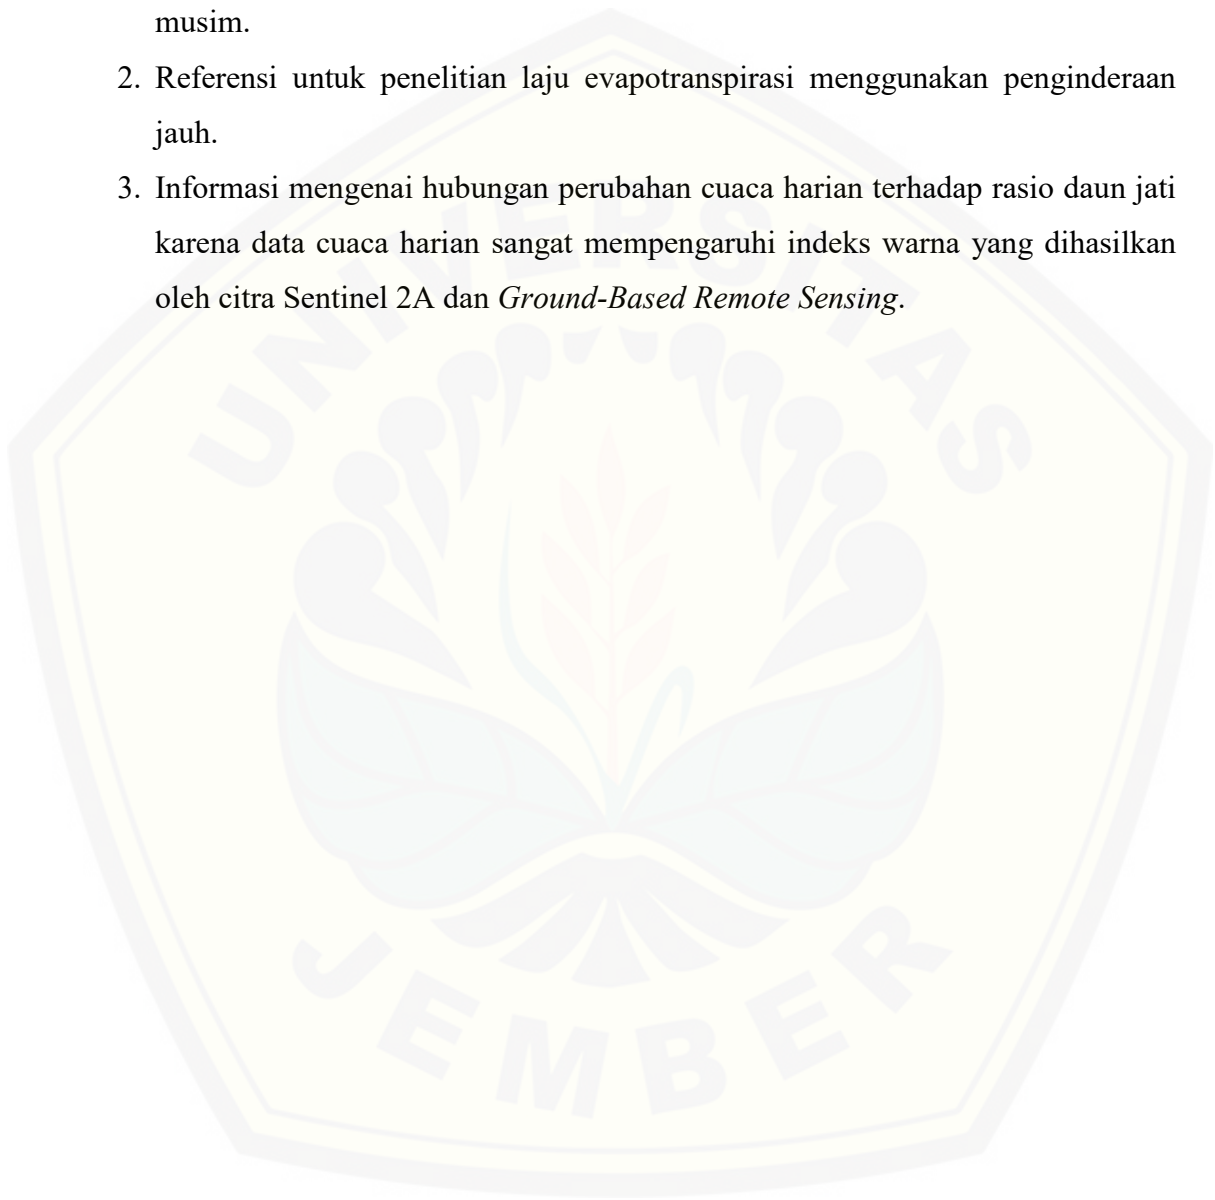 musim.
2. Referensi untuk penelitian laju evapotranspirasi menggunakan penginderaan
jauh.
3. Informasi mengenai hubungan perubahan cuaca harian terhadap rasio daun jati
karena data cuaca harian sangat mempengaruhi indeks warna yang dihasilkan
oleh citra Sentinel 2A dan Ground-Based Remote Sensing.
UNIVERSITAS
JEMBER